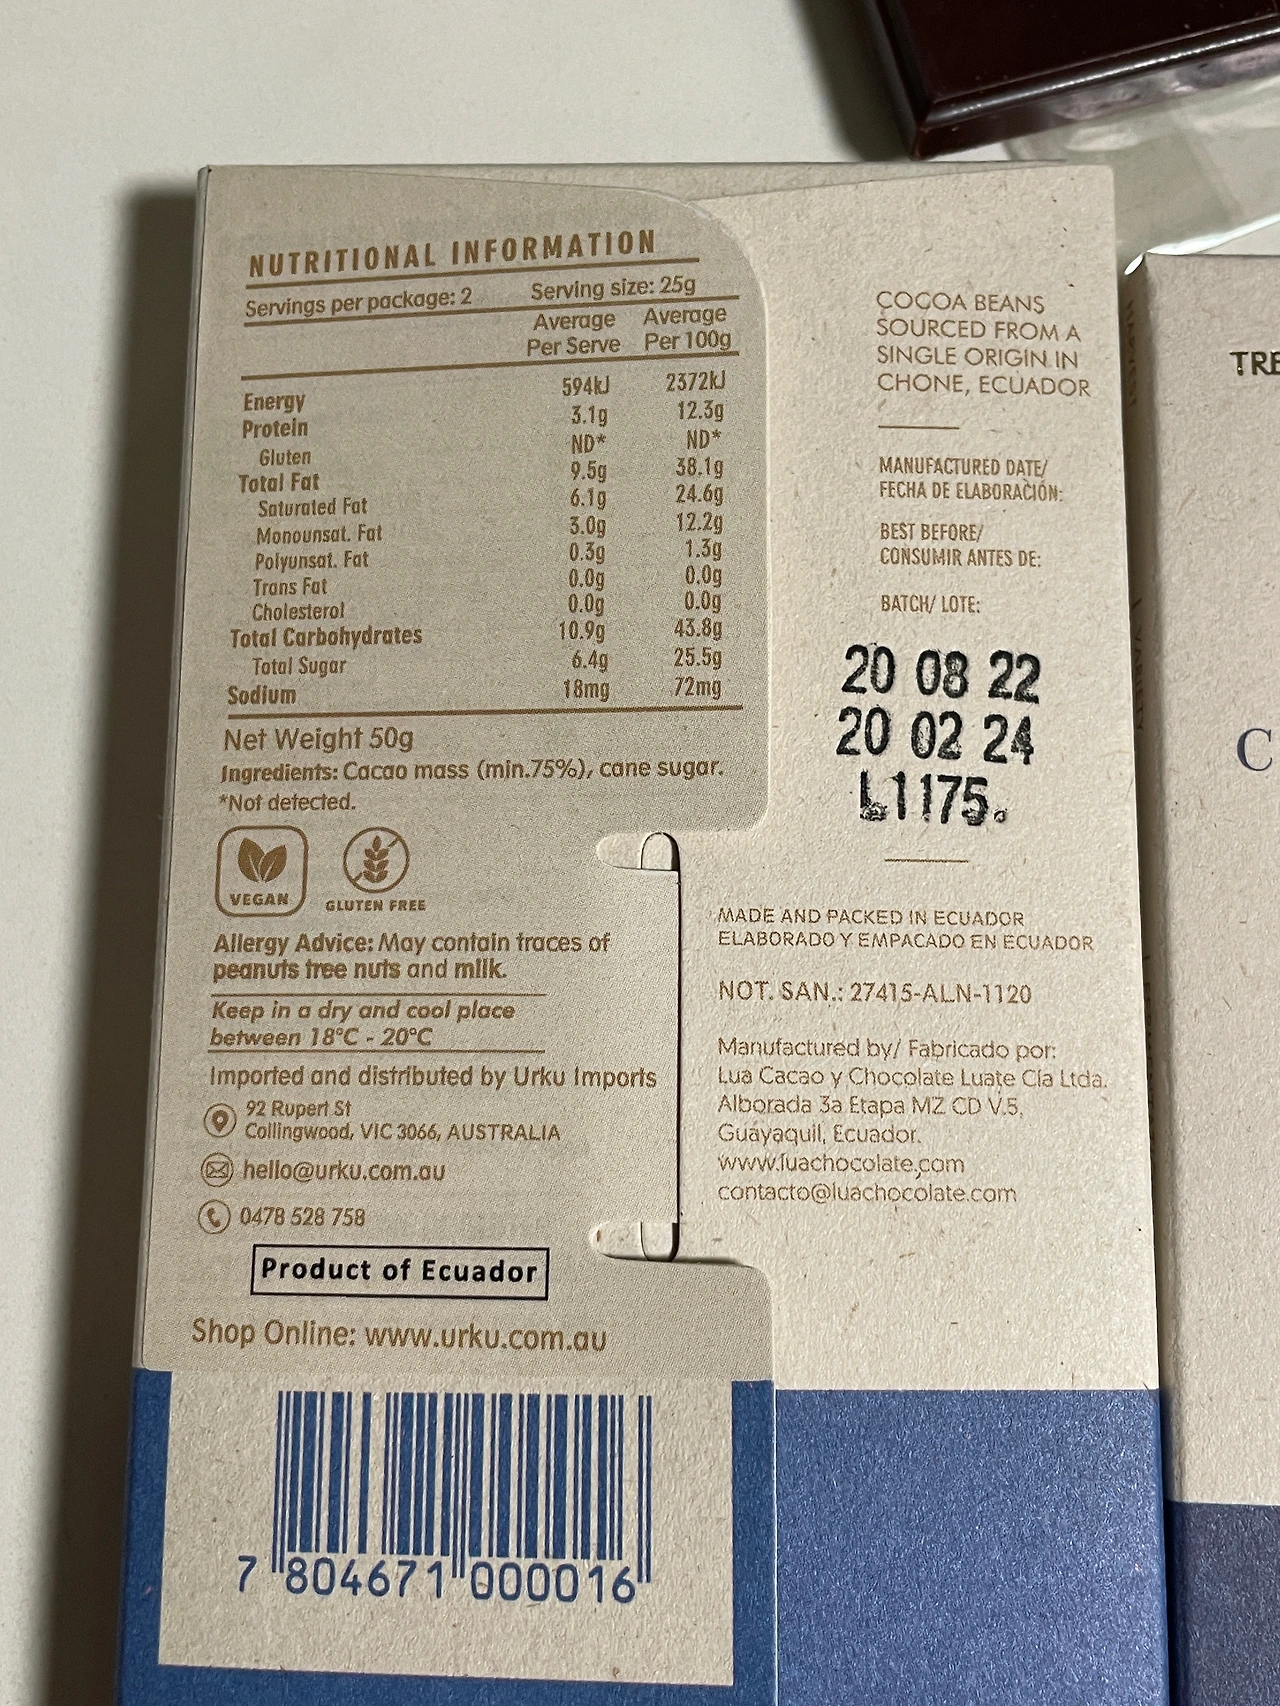 NUTRITIONAL INFORMATION
Servings per package: 2 Serving size: 25g
Average Per Serve Average Per 100g
Energy 594kJ 2372kJ
Protein 3.1g 12.3g
Gluten ND* ND*
Total Fat 9.5g 38.1g
Saturated Fat 6.1g 24.6g
Monounsat. Fat 3.0g 12.2g
Polyunsat. Fat 0.3g 1.3g
Trans Fat 0.0g 0.0g
Cholesterol 0.0g 0.0g
Total Carbohydrates 10.9g 43.8g
Total Sugar 6.4g 25.5g
Sodium 18mg 72mg
Net Weight 50g
Ingredients: Cacao mass (min.75%), cane sugar.
*Not detected.
VEGAN
GLUTEN FREE
Allergy Advice: May contain traces of
peanuts tree nuts and milk.
Keep in a dry and cool place
between 18°C - 20°C
Imported and distributed by Urku Imports
92 Rupert St
Collingwood, VIC 3066, AUSTRALIA
hello@urku.com.au
0478 528 758
Product of Ecuador
Shop Online: www.urku.com.au
7 804671 000016
COCOA BEANS
SOURCED FROM A
SINGLE ORIGIN IN
CHONE, ECUADOR
MANUFACTURED DATE/
FECHA DE ELABORACIÓN:
BEST BEFORE/
CONSUMIR ANTES DE:
BATCH/ LOTE:
20 08 22
20 02 24
L1175.
MADE AND PACKED IN ECUADOR
ELABORADO Y EMPACADO EN ECUADOR
NOT. SAN.: 27415-ALN-1120
Manufactured by/ Fabricado por:
Lua Cacao y Chocolate Luate Cía Ltda.
Alborada 3a Etapa MZ CD V.5,
Guayaquil, Ecuador.
www.luachocolate.com
contacto@luachocolate.com
TRE
C